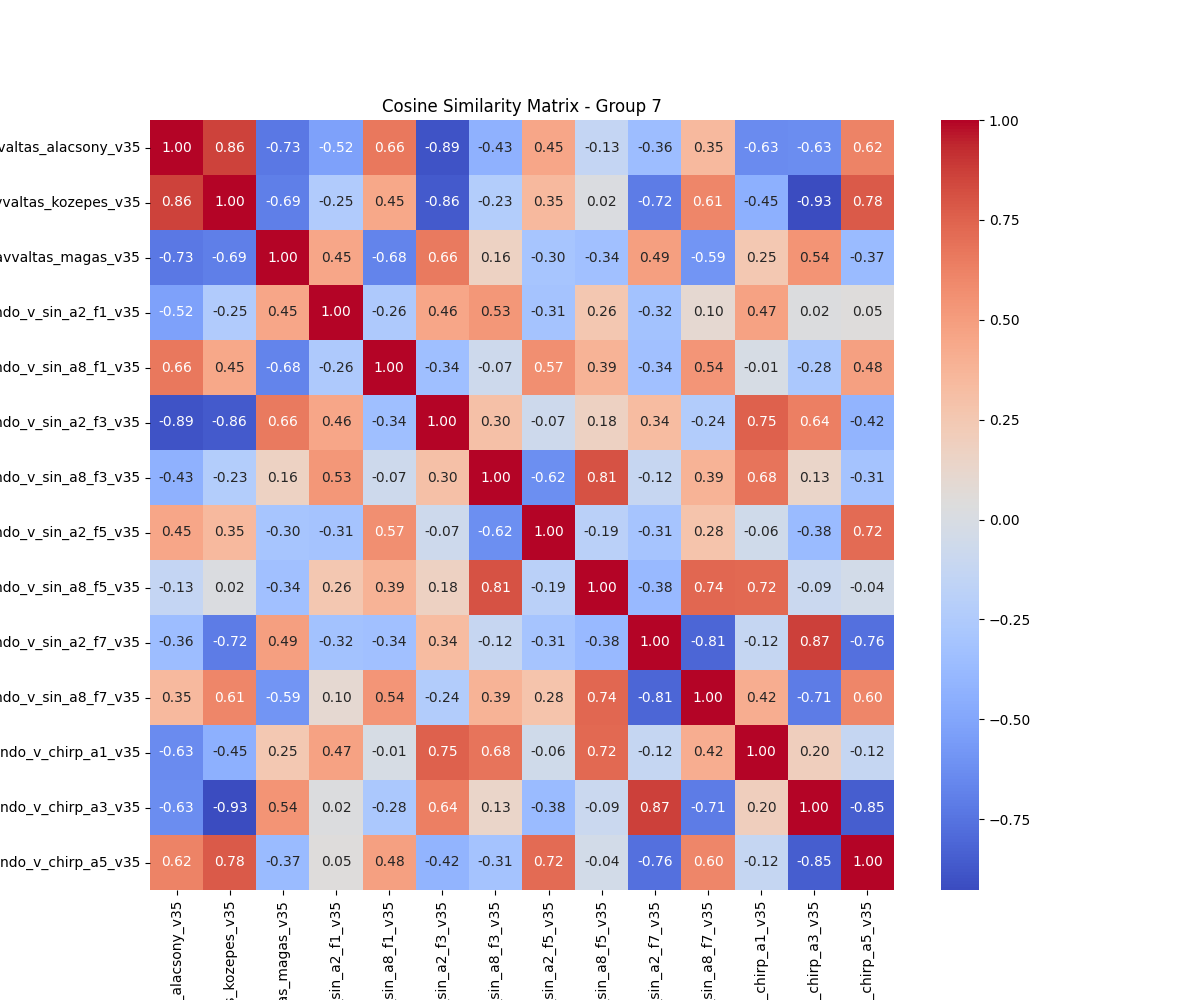 Cosine Similarity Matrix - Group 7
valtas_alacsony_v35 1.00 0.86 -0.73 -0.52 0.66 -0.89 -0.43 0.45 -0.13 -0.36 0.35 -0.63 -0.63 0.62
vvaltas_kozepes_v35 0.86 1.00 -0.69 -0.25 0.45 -0.86 -0.23 0.35 0.02 -0.72 0.61 -0.45 -0.93 0.78
avvaltas_magas_v35 -0.73 -0.69 1.00 0.45 -0.68 0.66 0.16 -0.30 -0.34 0.49 -0.59 0.25 0.54 -0.37
ndo_v_sin_a2_f1_v35 -0.52 -0.25 0.45 1.00 -0.26 0.46 0.53 -0.31 0.26 -0.32 0.10 0.47 0.02 0.05
ndo_v_sin_a8_f1_v35 0.66 0.45 -0.68 -0.26 1.00 -0.34 -0.07 0.57 0.39 -0.34 0.54 -0.01 -0.28 0.48
ndo_v_sin_a2_f3_v35 -0.89 -0.86 0.66 0.46 -0.34 1.00 0.30 -0.07 0.18 0.34 -0.24 0.75 0.64 -0.42
ndo_v_sin_a8_f3_v35 -0.43 -0.23 0.16 0.53 -0.07 0.30 1.00 -0.62 0.81 -0.12 0.39 0.68 0.13 -0.31
ndo_v_sin_a2_f5_v35 0.45 0.35 -0.30 -0.31 0.57 -0.07 -0.62 1.00 -0.19 -0.31 0.28 -0.06 -0.38 0.72
ndo_v_sin_a8_f5_v35 -0.13 0.02 -0.34 0.26 0.39 0.18 0.81 -0.19 1.00 -0.38 0.74 0.72 -0.09 -0.04
ndo_v_sin_a2_f7_v35 -0.36 -0.72 0.49 -0.32 -0.34 0.34 -0.12 -0.31 -0.38 1.00 -0.81 -0.12 0.87 -0.76
ndo_v_sin_a8_f7_v35 0.35 0.61 -0.59 0.10 0.54 -0.24 0.39 0.28 0.74 -0.81 1.00 0.42 -0.71 0.60
ndo_v_chirp_a1_v35 -0.63 -0.45 0.25 0.47 -0.01 0.75 0.68 -0.06 0.72 -0.12 0.42 1.00 0.20 -0.12
ndo_v_chirp_a3_v35 -0.63 -0.93 0.54 0.02 -0.28 0.64 0.13 -0.38 -0.09 0.87 -0.71 0.20 1.00 -0.85
ndo_v_chirp_a5_v35 0.62 0.78 -0.37 0.05 0.48 -0.42 -0.31 0.72 -0.04 -0.76 0.60 -0.12 -0.85 1.00
_alacsony_v35
s_kozepes_v35
as_magas_v35
sin_a2_f1_v35
sin_a8_f1_v35
sin_a2_f3_v35
sin_a8_f3_v35
sin_a2_f5_v35
sin_a8_f5_v35
sin_a2_f7_v35
sin_a8_f7_v35
_chirp_a1_v35
_chirp_a3_v35
_chirp_a5_v35
1.00
0.75
0.50
0.25
0.00
−0.25
−0.50
−0.75